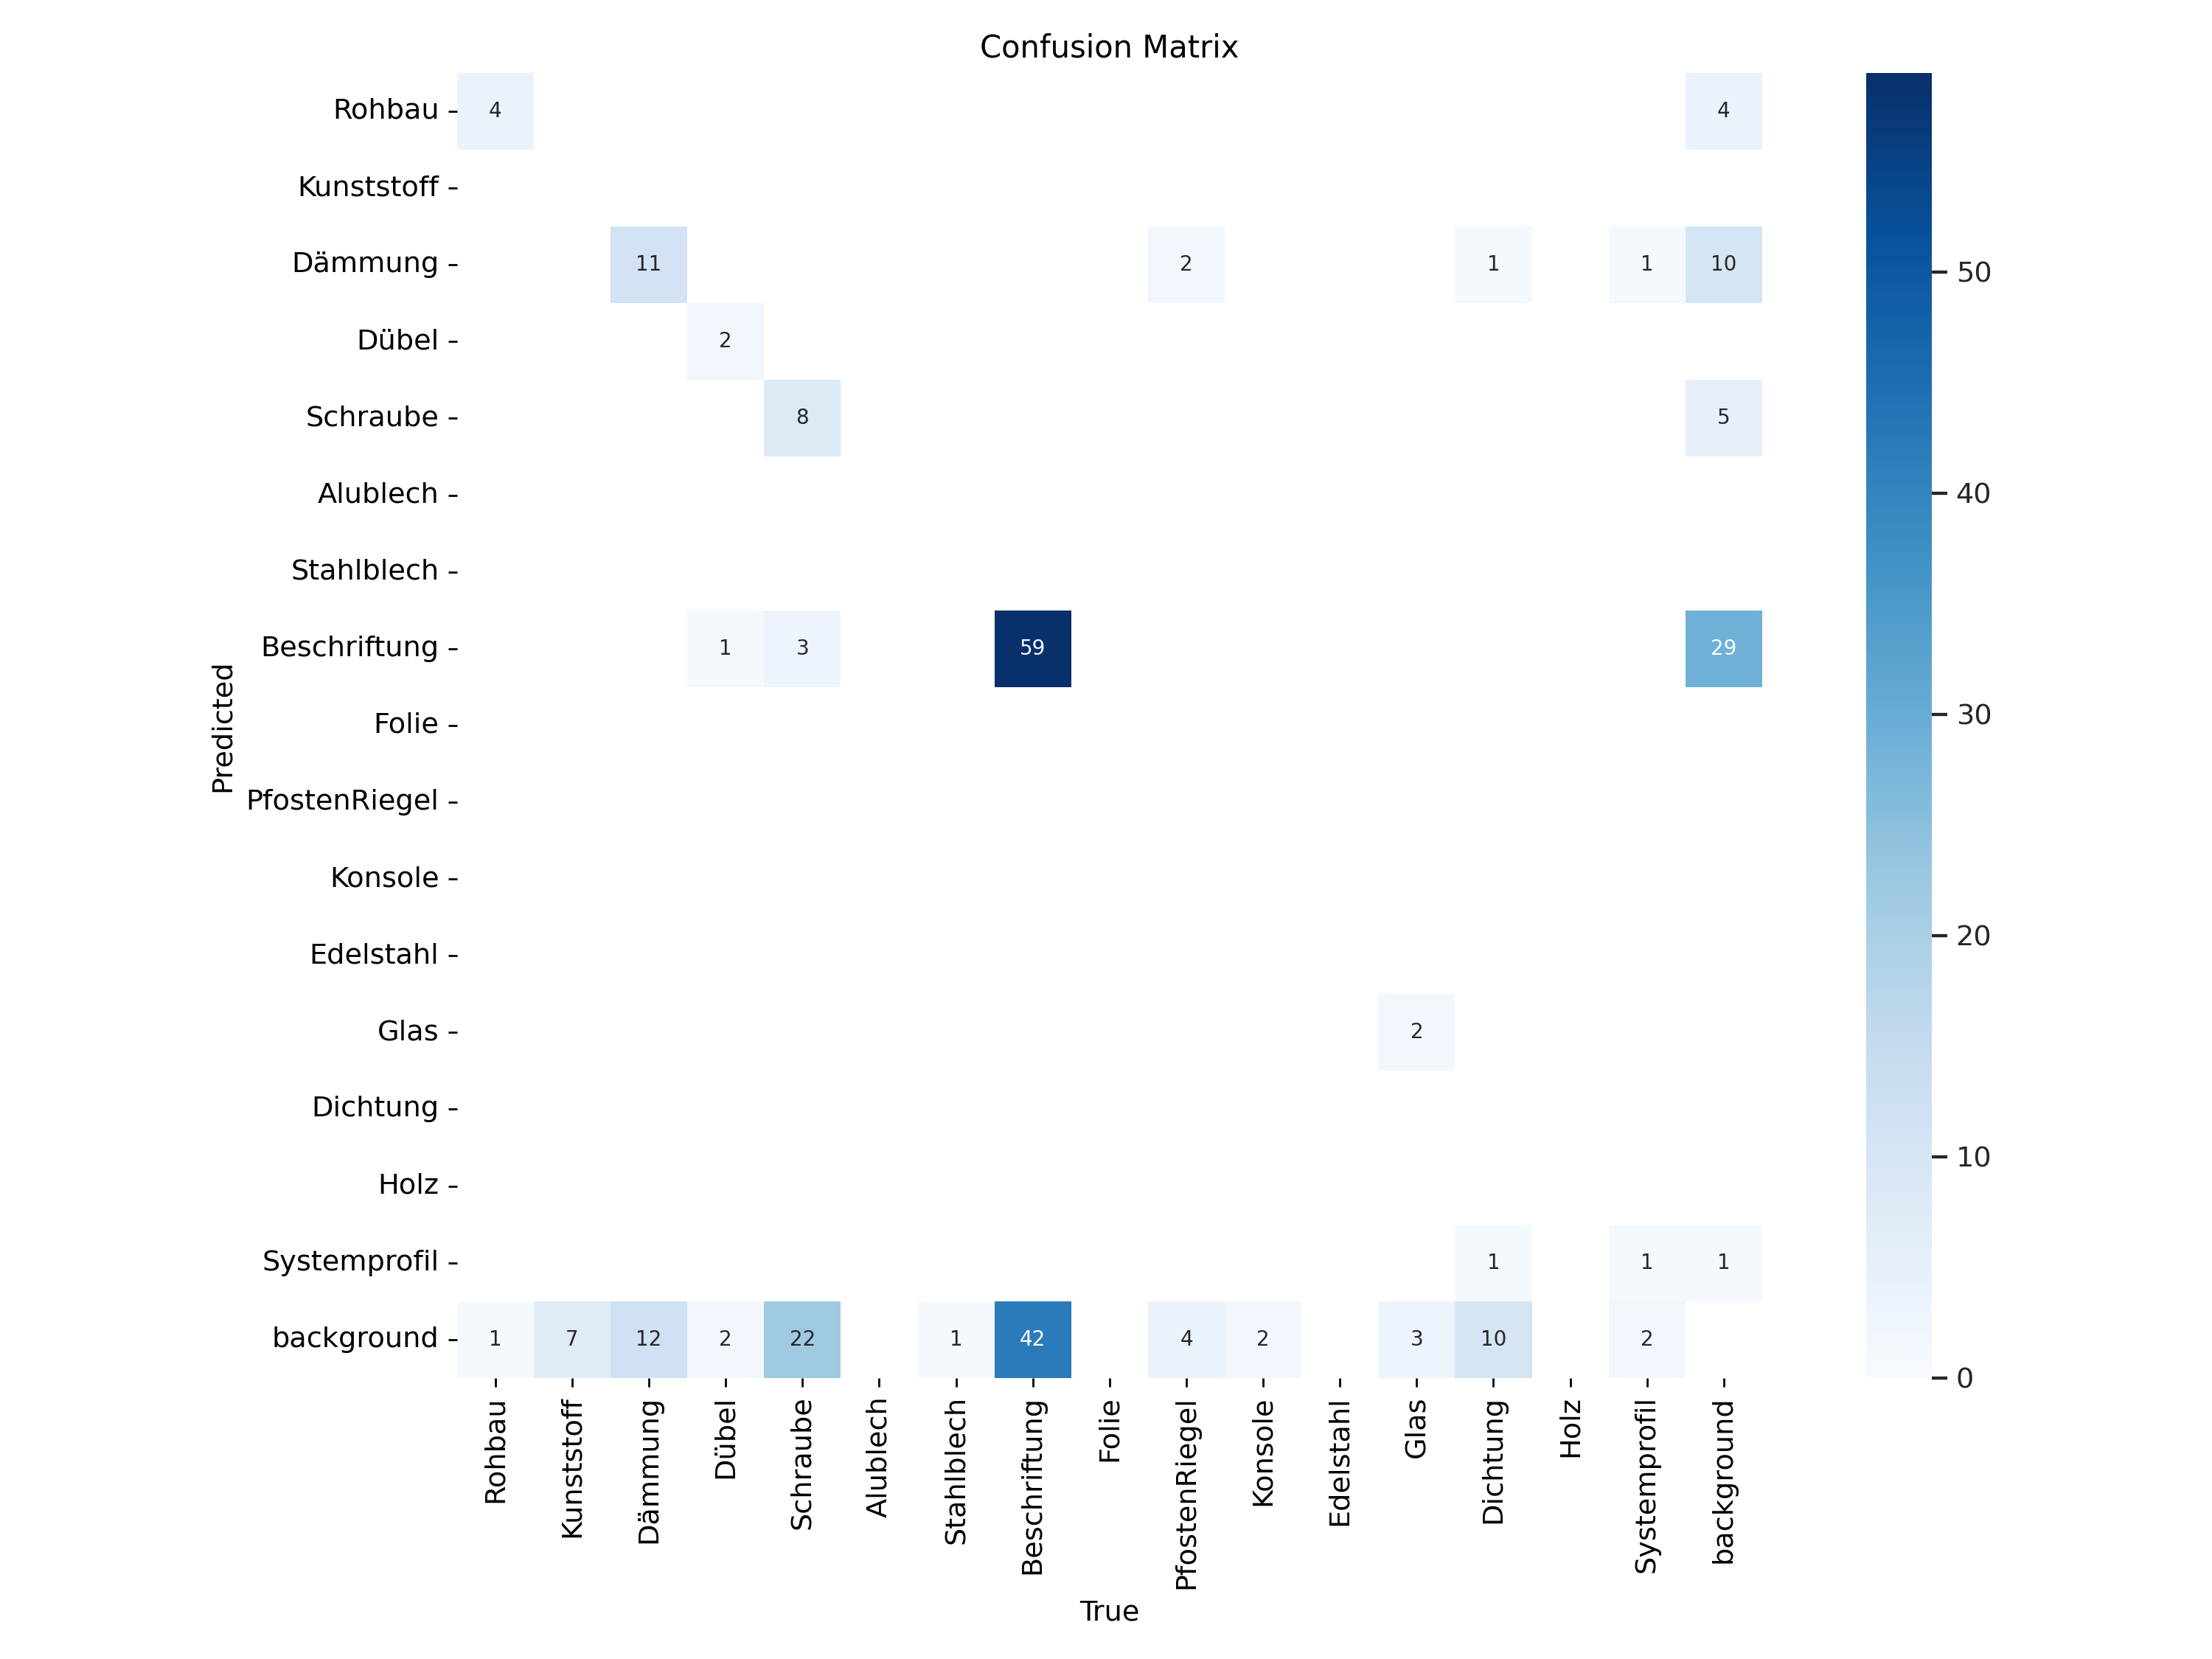 Confusion Matrix
Rohbau
4
4
Kunststoff
Dämmung
11
2
1
1
10
50
Dübel
2
Schraube
8
5
Alublech
40
Stahlblech
Beschriftung
1
3
59
29
Folie
30
Predicted
PfostenRiegel
Konsole
Edelstahl
20
Glas
2
Dichtung
10
Holz
Systemprofil
1
1
1
background
1
7
12
2
22
1
42
4
2
3
10
2
0
Rohbau
Kunststoff
Dämmung
Dübel
Schraube
Alublech
Stahlblech
Beschriftung
Folie
PfostenRiegel
Konsole
Edelstahl
Glas
Dichtung
Holz
Systemprofil
background
True